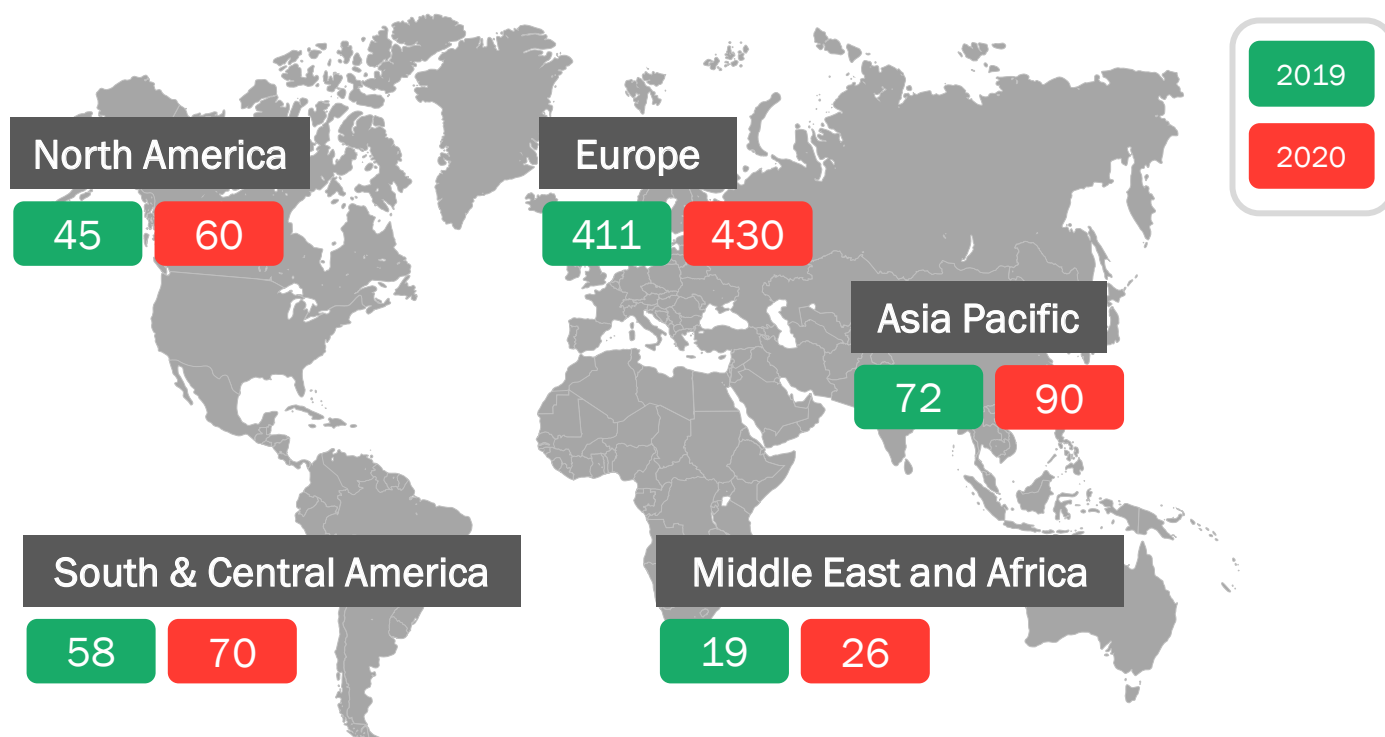 2019
2020
North America
45 60
Europe
411 430
Asia Pacific
72 90
South & Central America
58 70
Middle East and Africa
19 26